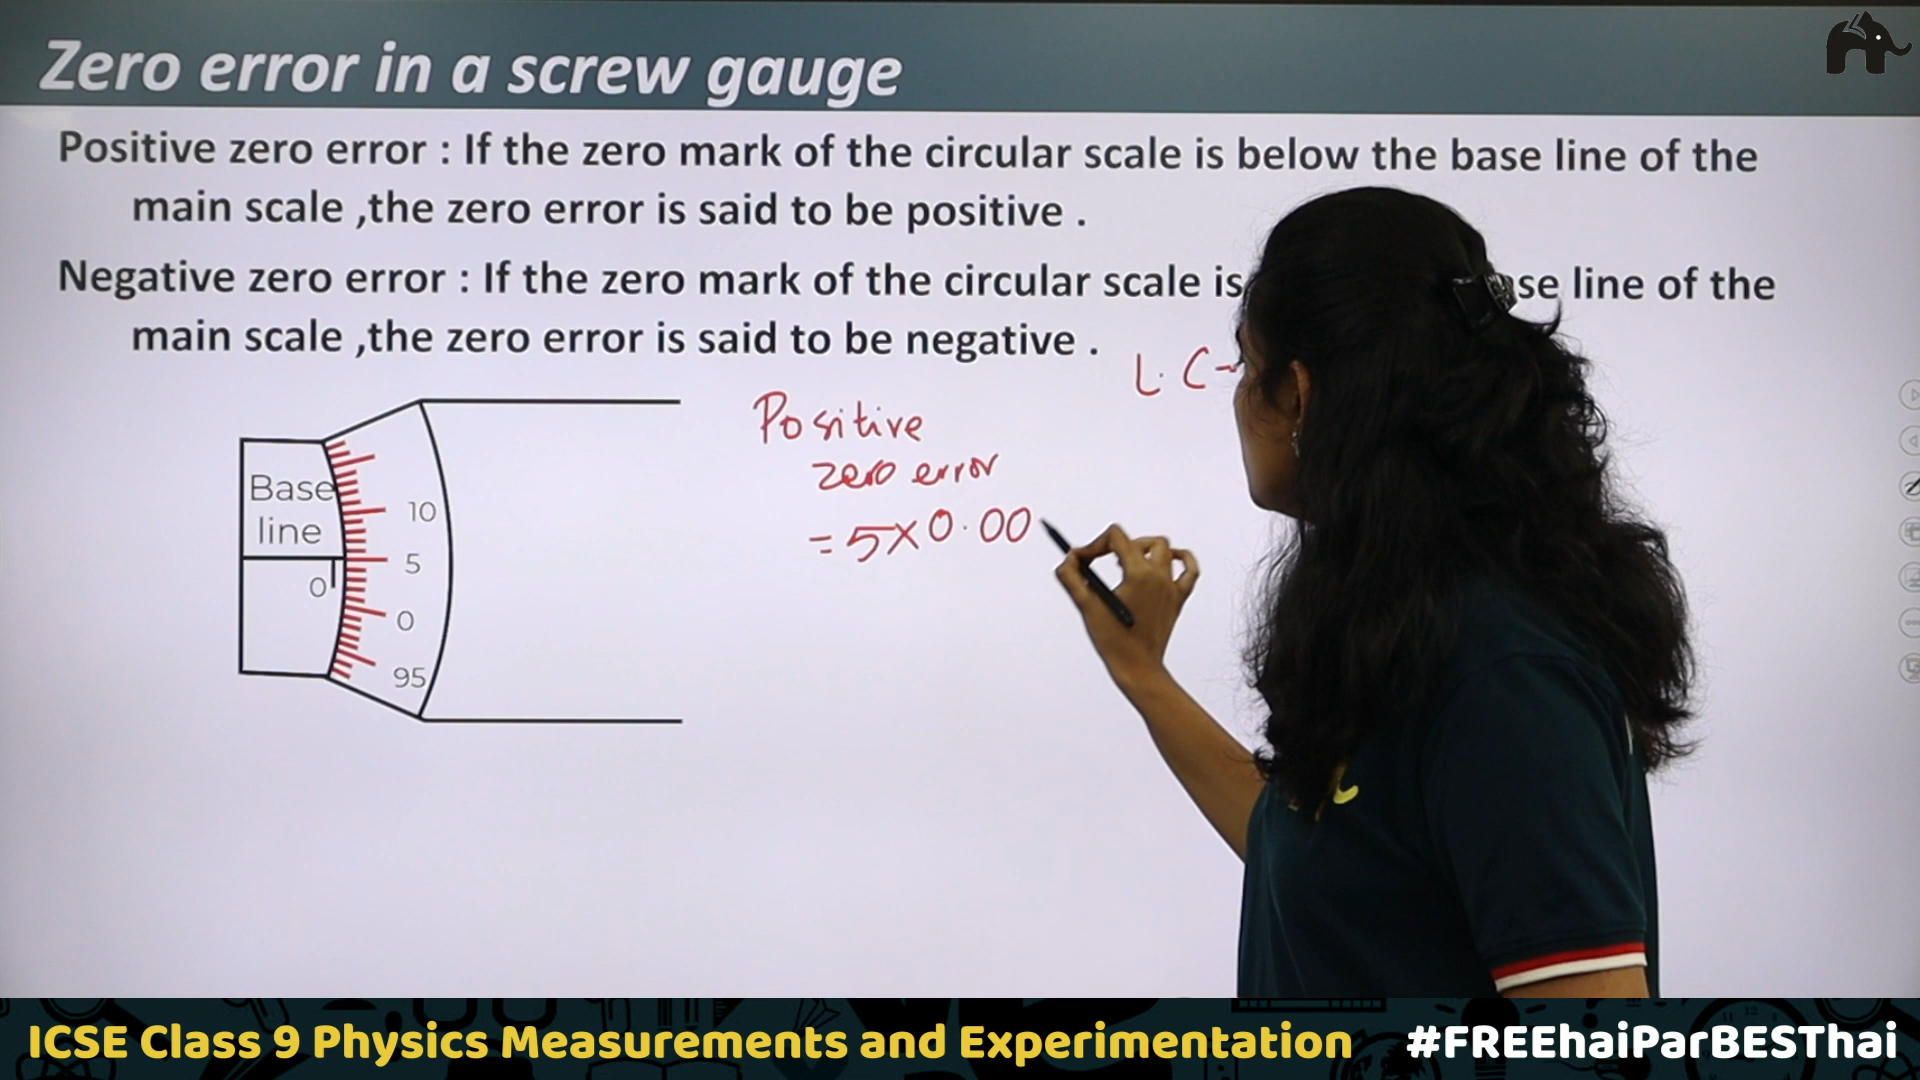 Zero error in a screw gauge
Positive zero error : If the zero mark of the circular scale is below the base line of the
main scale ,the zero error is said to be positive .
Negative zero error : If the zero mark of the circular scale is se line of the
main scale ,the zero error is said to be negative .
L.C-
Positive
zero error
=5×0.00
Base
line
0
10
5
0
95
ICSE Class 9 Physics Measurements and Experimentation #FREEhaiParBESThai